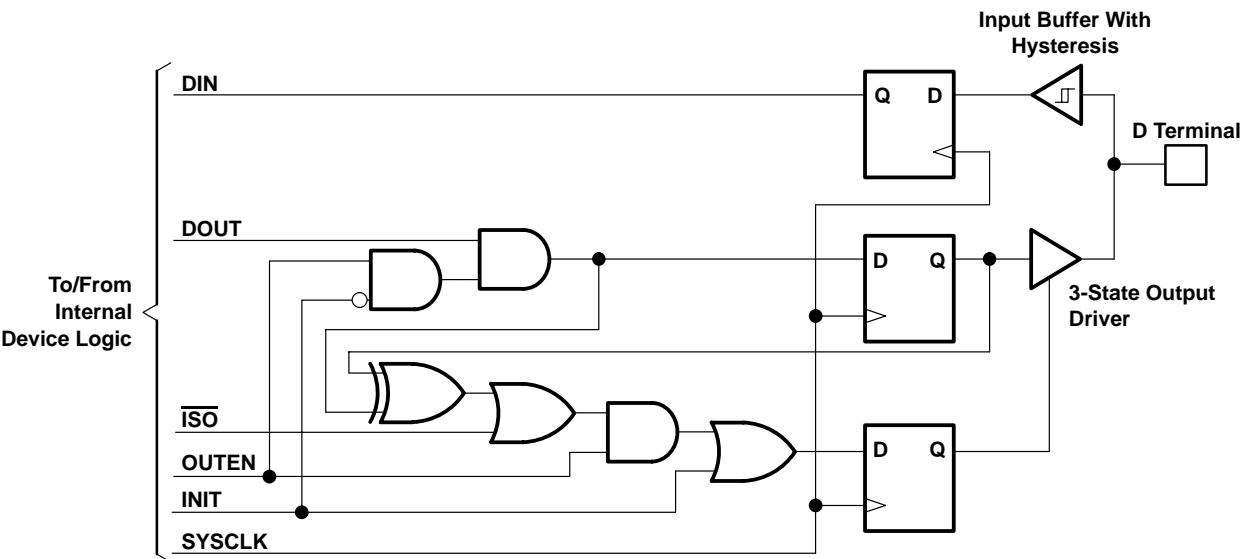 Input Buffer With
Hysteresis
DIN
Q D
D Terminal
DOUT
D Q
To/From
Internal
Device Logic
3-State Output
Driver
ISO
OUTEN
D Q
INIT
SYSCLK